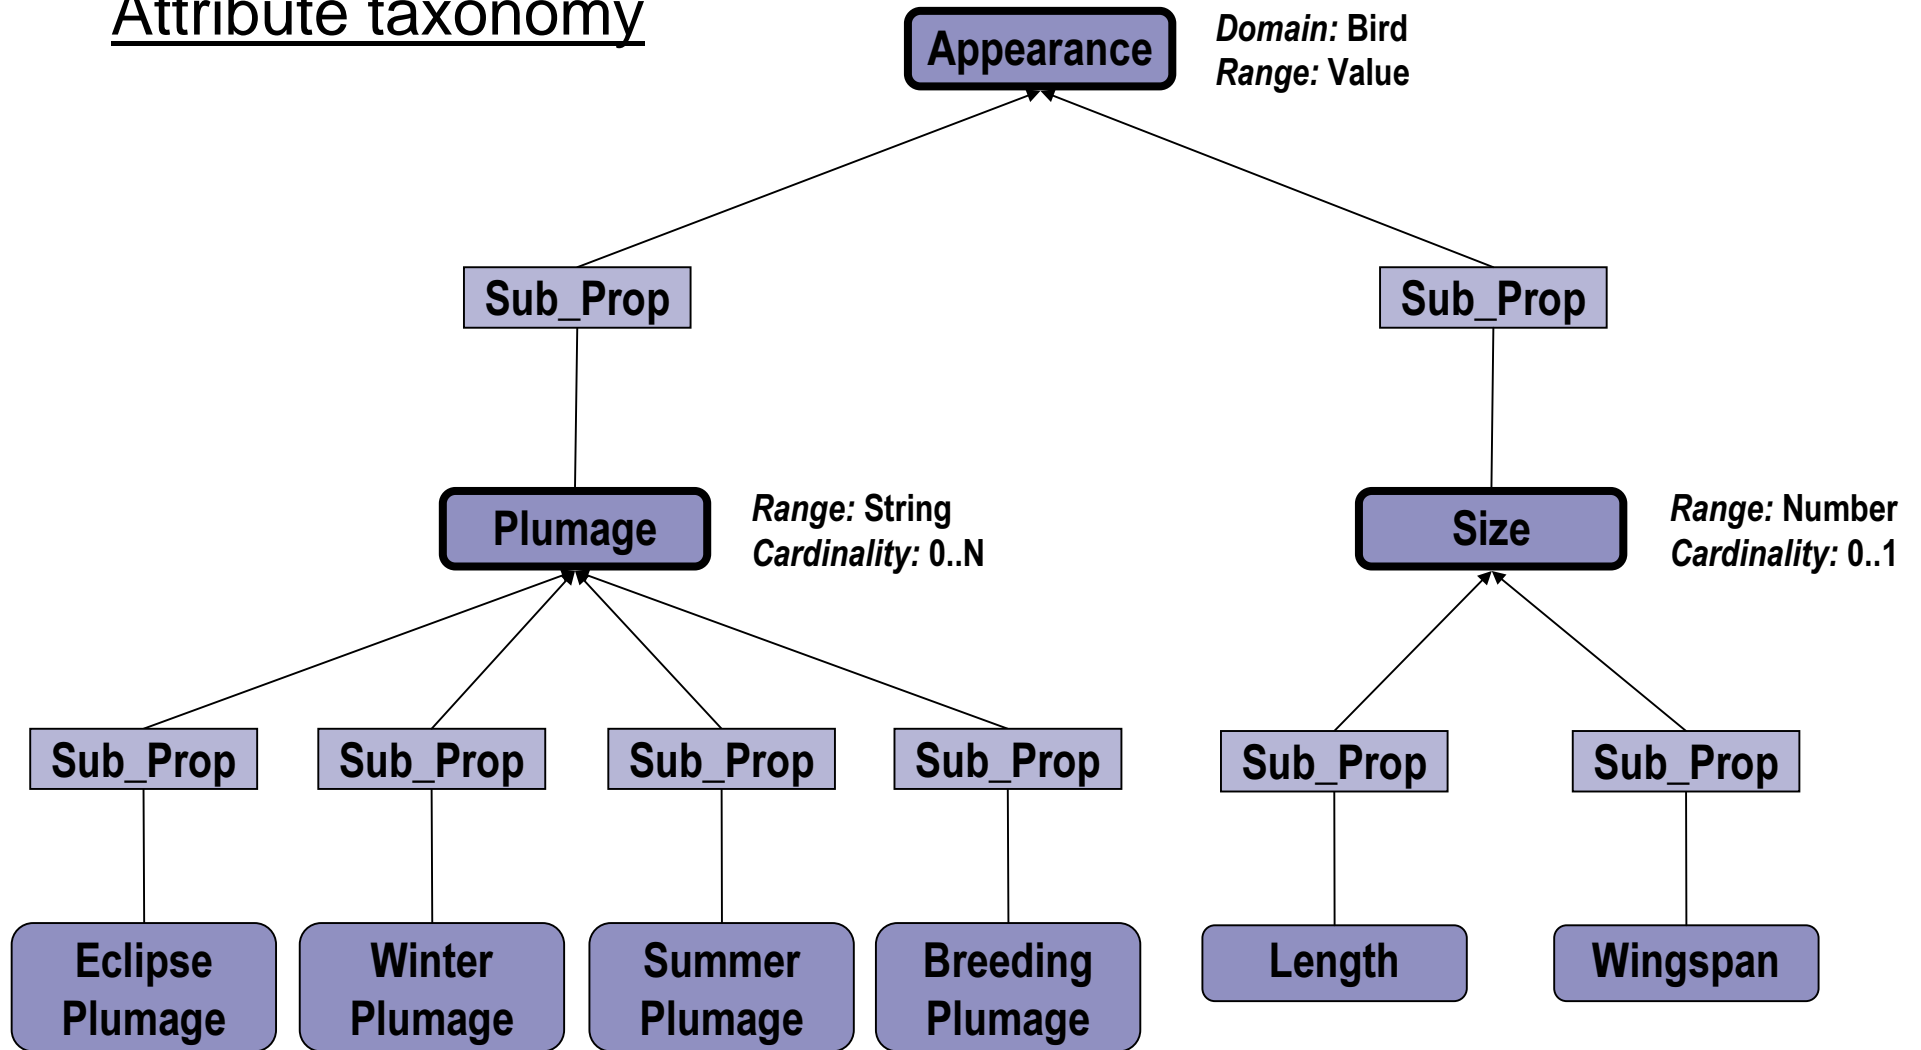 Attribute taxonomy
Appearance
Domain: Bird
Range: Value
Sub_Prop
Sub_Prop
Plumage
Range: String
Cardinality: 0..N
Size
Range: Number
Cardinality: 0..1
Sub_Prop
Sub_Prop
Sub_Prop
Sub_Prop
Sub_Prop
Sub_Prop
Eclipse
Plumage
Winter
Plumage
Summer
Plumage
Breeding
Plumage
Length
Wingspan